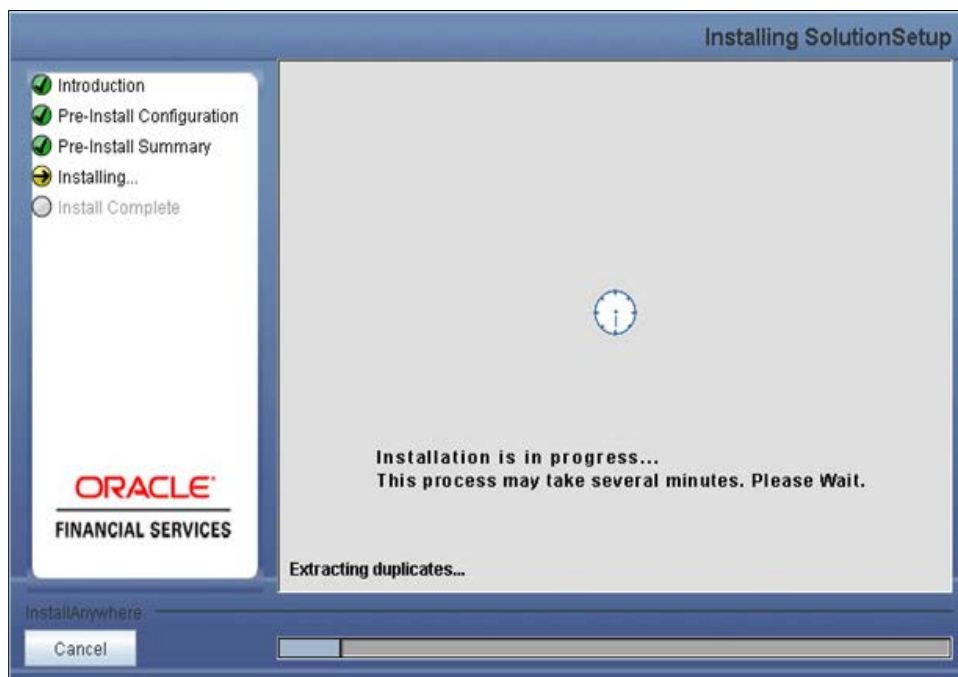 Installing SolutionSetup
Introduction
Pre-Install Configuration
Pre-Install Summary
Installing...
Install Complete
ORACLE
FINANCIAL SERVICES
Installation is in progress...
This process may take several minutes. Please Wait.
Extracting duplicates...
InstallAnywhere
Cancel